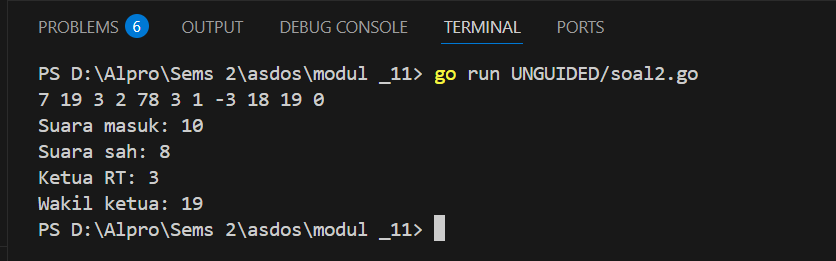 PROBLEMS 6 OUTPUT DEBUG CONSOLE TERMINAL PORTS
PS D:\Alpro\Sems 2\asdos\modul _11> go run UNGUIDED/soal2.go
7 19 3 2 78 3 1 -3 18 19 0
Suara masuk: 10
Suara sah: 8
Ketua RT: 3
Wakil ketua: 19
PS D:\Alpro\Sems 2\asdos\modul _11>